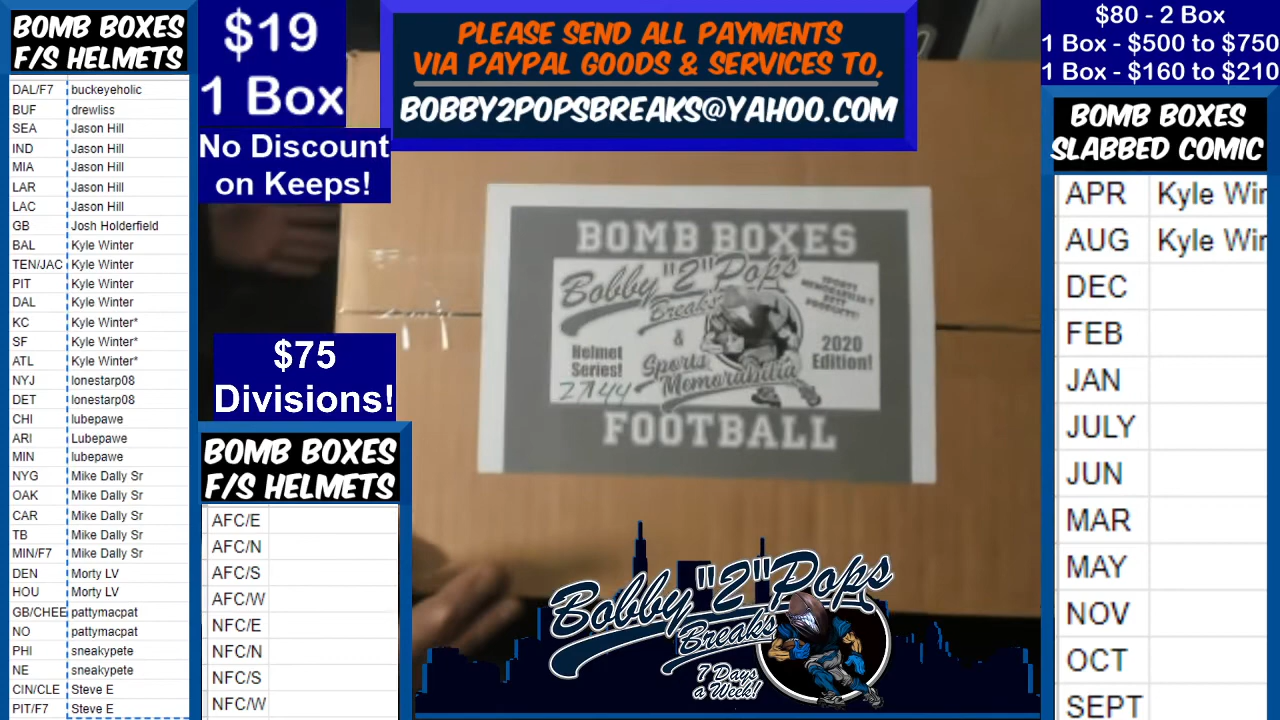 BOMB BOXES
F/S HELMETS
DAL/F7 buckeyeholic
BUF drewliss
SEA Jason Hill
IND Jason Hill
MIA Jason Hill
LAR Jason Hill
LAC Jason Hill
GB Josh Holderfield
BAL Kyle Winter
TEN/JAC Kyle Winter
PIT Kyle Winter
DAL Kyle Winter
KC Kyle Winter*
SF Kyle Winter*
ATL Kyle Winter*
NYJ lonestarp08
DET lonestarp08
CHI lubepawe
ARI Lubepawe
MIN lubepawe
NYG Mike Dally Sr
OAK Mike Dally Sr
CAR Mike Dally Sr
TB Mike Dally Sr
MIN/F7 Mike Dally Sr
DEN Morty LV
HOU Morty LV
GB/CHEE pattymacpat
NO pattymacpat
PHI sneakypete
NE sneakypete
CIN/CLE Steve E
PIT/F7 Steve E
$19
1 Box
No Discount
on Keeps!
$75
Divisions!
BOMB BOXES
F/S HELMETS
AFC/E
AFC/N
AFC/S
AFC/W
NFC/E
NFC/N
NFC/S
NFC/W
PLEASE SEND ALL PAYMENTS
VIA PAYPAL GOODS & SERVICES TO,
BOBBY2POPSBREAKS@YAHOO.COM
BOMB BOXES
Bobby "2" Pops
Breaks
&
Sports
Memorabilia
Helmet
Series!
2020
Edition!
FOOTBALL
Bobby "2" Pops
Breaks
7 Days
a Week!
$80 - 2 Box
1 Box - $500 to $750
1 Box - $160 to $210
BOMB BOXES
SLABBED COMIC
APR Kyle Win
AUG Kyle Win
DEC
FEB
JAN
JULY
JUN
MAR
MAY
NOV
OCT
SEPT